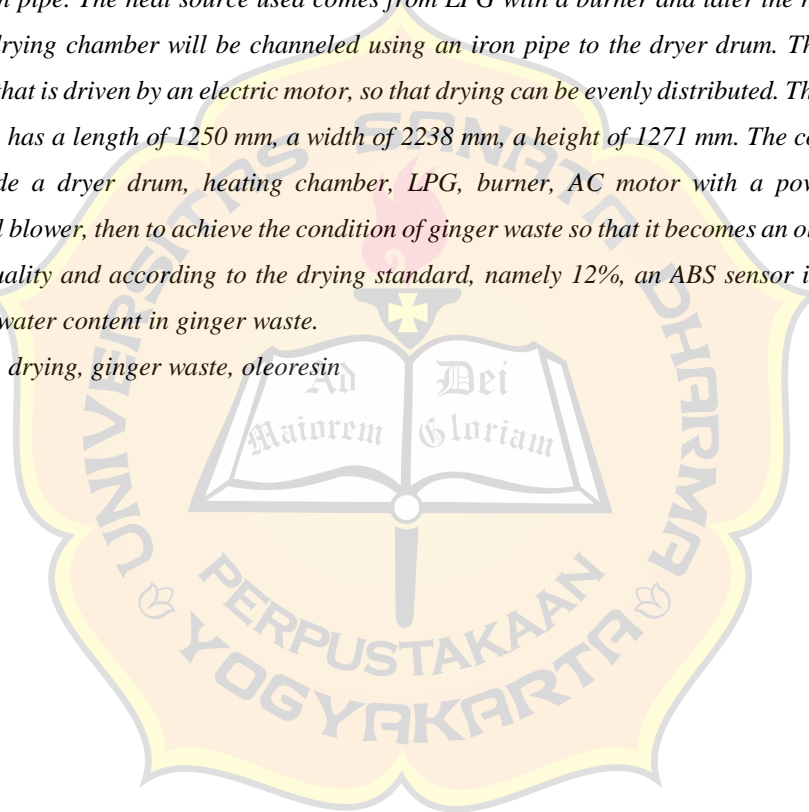 n pipe. The heat source used comes from LPG with a burner and later the
drying chamber will be channeled using an iron pipe to the dryer drum. Th
that is driven by an electric motor, so that drying can be evenly distributed. Th
has a length of 1250 mm, a width of 2238 mm, a height of 1271 mm. The c
de a dryer drum, heating chamber, LPG, burner, AC motor with a pow
l blower, then to achieve the condition of ginger waste so that it becomes an o
uality and according to the drying standard, namely 12%, an ABS sensor i
water content in ginger waste.
drying, ginger waste, oleoresin
UNIVERSITAS SANATA DHARMA
Ad Dei
Maiorem Gloriam
PERPUSTAKAAN
YOGYAKARTA